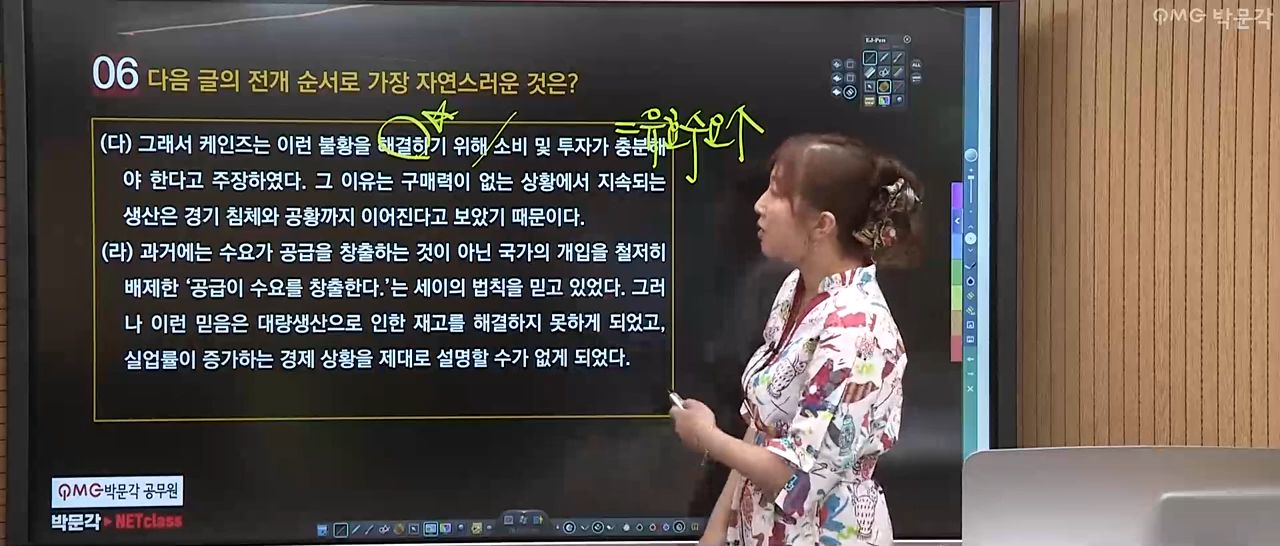 QMG 박문각
EJ-Pen
06 다음 글의 전개 순서로 가장 자연스러운 것은?
=유효수요↑
(다) 그래서 케인즈는 이런 불황을 해결하기 위해 소비 및 투자가 충분해
야 한다고 주장하였다. 그 이유는 구매력이 없는 상황에서 지속되는
생산은 경기 침체와 공황까지 이어진다고 보았기 때문이다.
(라) 과거에는 수요가 공급을 창출하는 것이 아닌 국가의 개입을 철저히
배제한 ‘공급이 수요를 창출한다.’는 세이의 법칙을 믿고 있었다. 그러
나 이런 믿음은 대량생산으로 인한 재고를 해결하지 못하게 되었고,
실업률이 증가하는 경제 상황을 제대로 설명할 수가 없게 되었다.
QMG박문각 공무원
박문각 NETclass